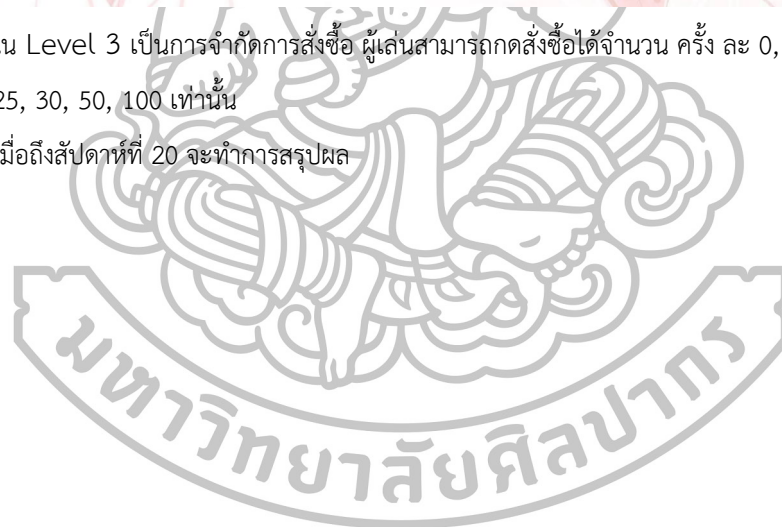 น Level 3 เป็นการจำกัดการสั่งซื้อ ผู้เล่นสามารถกดสั่งซื้อได้จำนวน ครั้ง ละ 0,
25, 30, 50, 100 เท่านั้น
มื่อถึงสัปดาห์ที่ 20 จะทำการสรุปผล
มหาวิทยาลัยศิลปากร